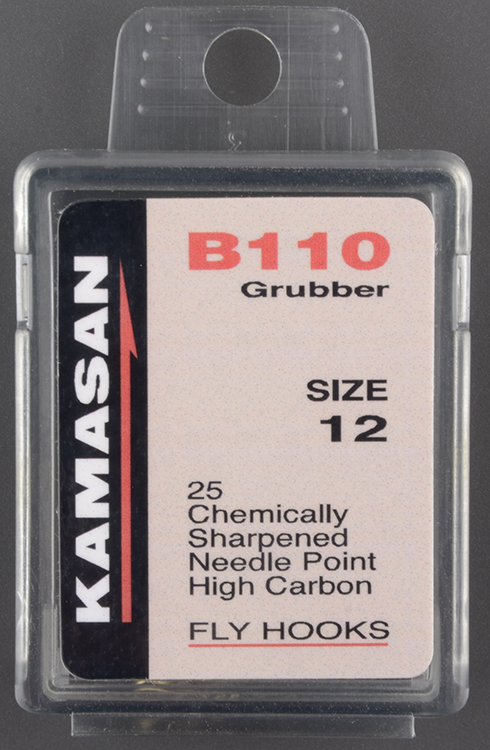 KAMASAN
B110
Grubber
SIZE
12
25
Chemically
Sharpened
Needle Point
High Carbon
FLY HOOKS